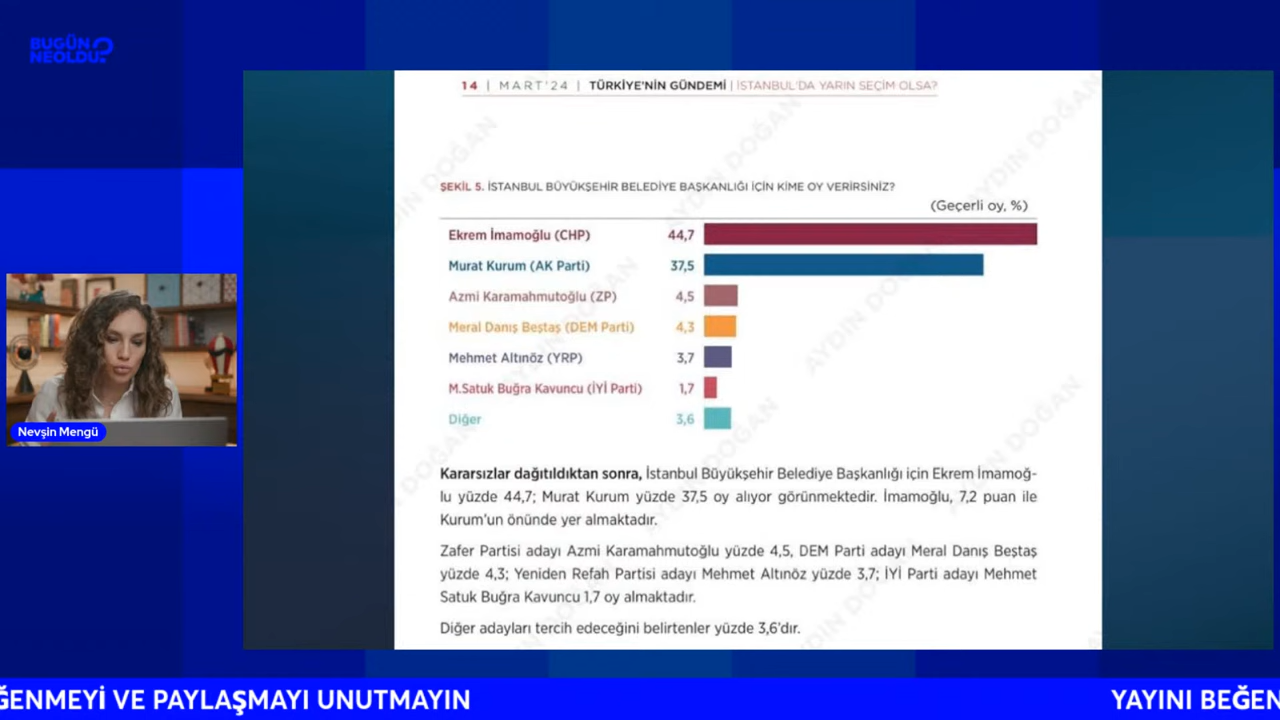 BUGÜN
NEOLDU?
14 | MART'24 | TÜRKİYE'NİN GÜNDEMİ | İSTANBUL'DA YARIN SEÇİM OLSA?
ŞEKİL 5. İSTANBUL BÜYÜKŞEHİR BELEDİYE BAŞKANLIĞI İÇİN KİME OY VERİRSİNİZ?
(Geçerli oy, %)
Ekrem İmamoğlu (CHP) 44,7
Murat Kurum (AK Parti) 37,5
Azmi Karamahmutoğlu (ZP) 4,5
Meral Danış Beştaş (DEM Parti) 4,3
Mehmet Altınöz (YRP) 3,7
M.Satuk Buğra Kavuncu (İYİ Parti) 1,7
Diğer 3,6
Kararsızlar dağıtıldıktan sonra, İstanbul Büyükşehir Belediye Başkanlığı için Ekrem İmamoğ-
lu yüzde 44,7; Murat Kurum yüzde 37,5 oy alıyor görünmektedir. İmamoğlu, 7,2 puan ile
Kurum'un önünde yer almaktadır.
Zafer Partisi adayı Azmi Karamahmutoğlu yüzde 4,5, DEM Parti adayı Meral Danış Beştaş
yüzde 4,3; Yeniden Refah Partisi adayı Mehmet Altınöz yüzde 3,7; İYİ Parti adayı Mehmet
Satuk Buğra Kavuncu 1,7 oy almaktadır.
Diğer adayları tercih edeceğini belirtenler yüzde 3,6'dır.
AYDIN DOĞAN
Nevşin Mengü
ĞENMEYİ VE PAYLAŞMAYI UNUTMAYIN
YAYINI BEĞEN